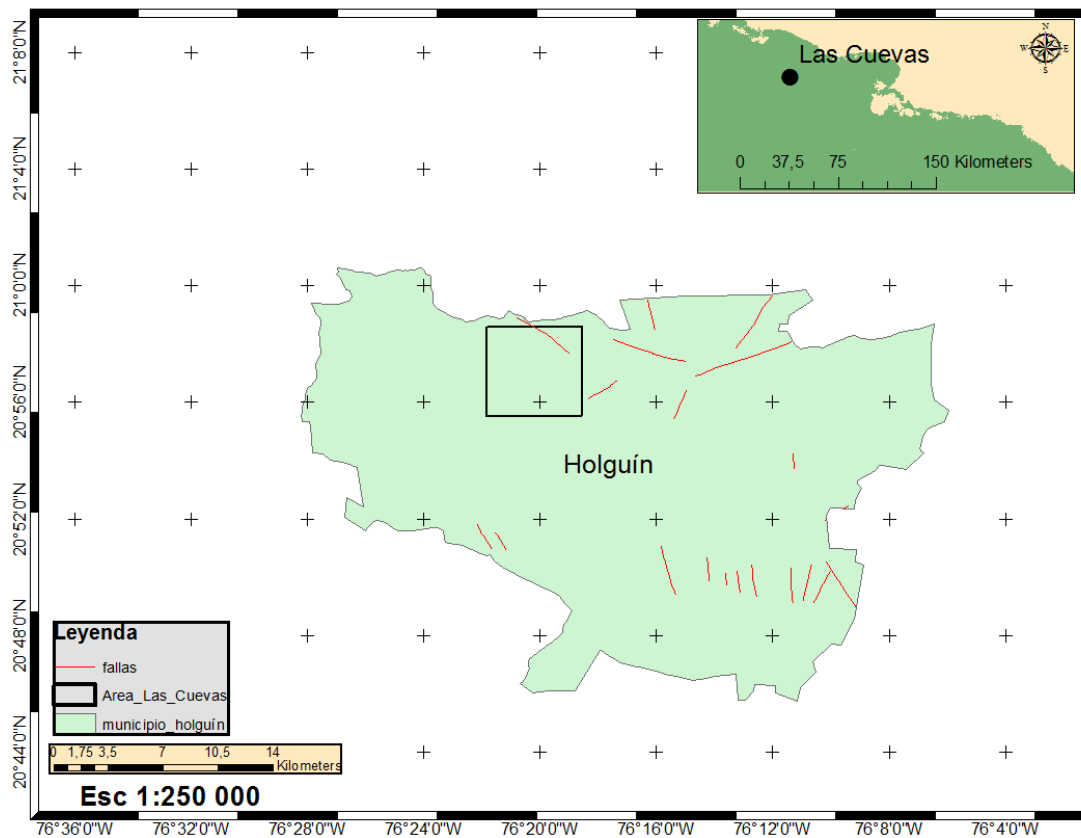 N
W E
S
Las Cuevas
0 37,5 75 150 Kilometers
21°8'0"N
21°4'0"N
21°0'0"N
20°56'0"N
20°52'0"N
20°48'0"N
20°44'0"N
Holguín
Leyenda
fallas
Area_Las_Cuevas
municipio_holguín
0 1,75 3,5 7 10,5 14
Kilometers
Esc 1:250 000
76°36'0"W 76°32'0"W 76°28'0"W 76°24'0"W 76°20'0"W 76°16'0"W 76°12'0"W 76°8'0"W 76°4'0"W